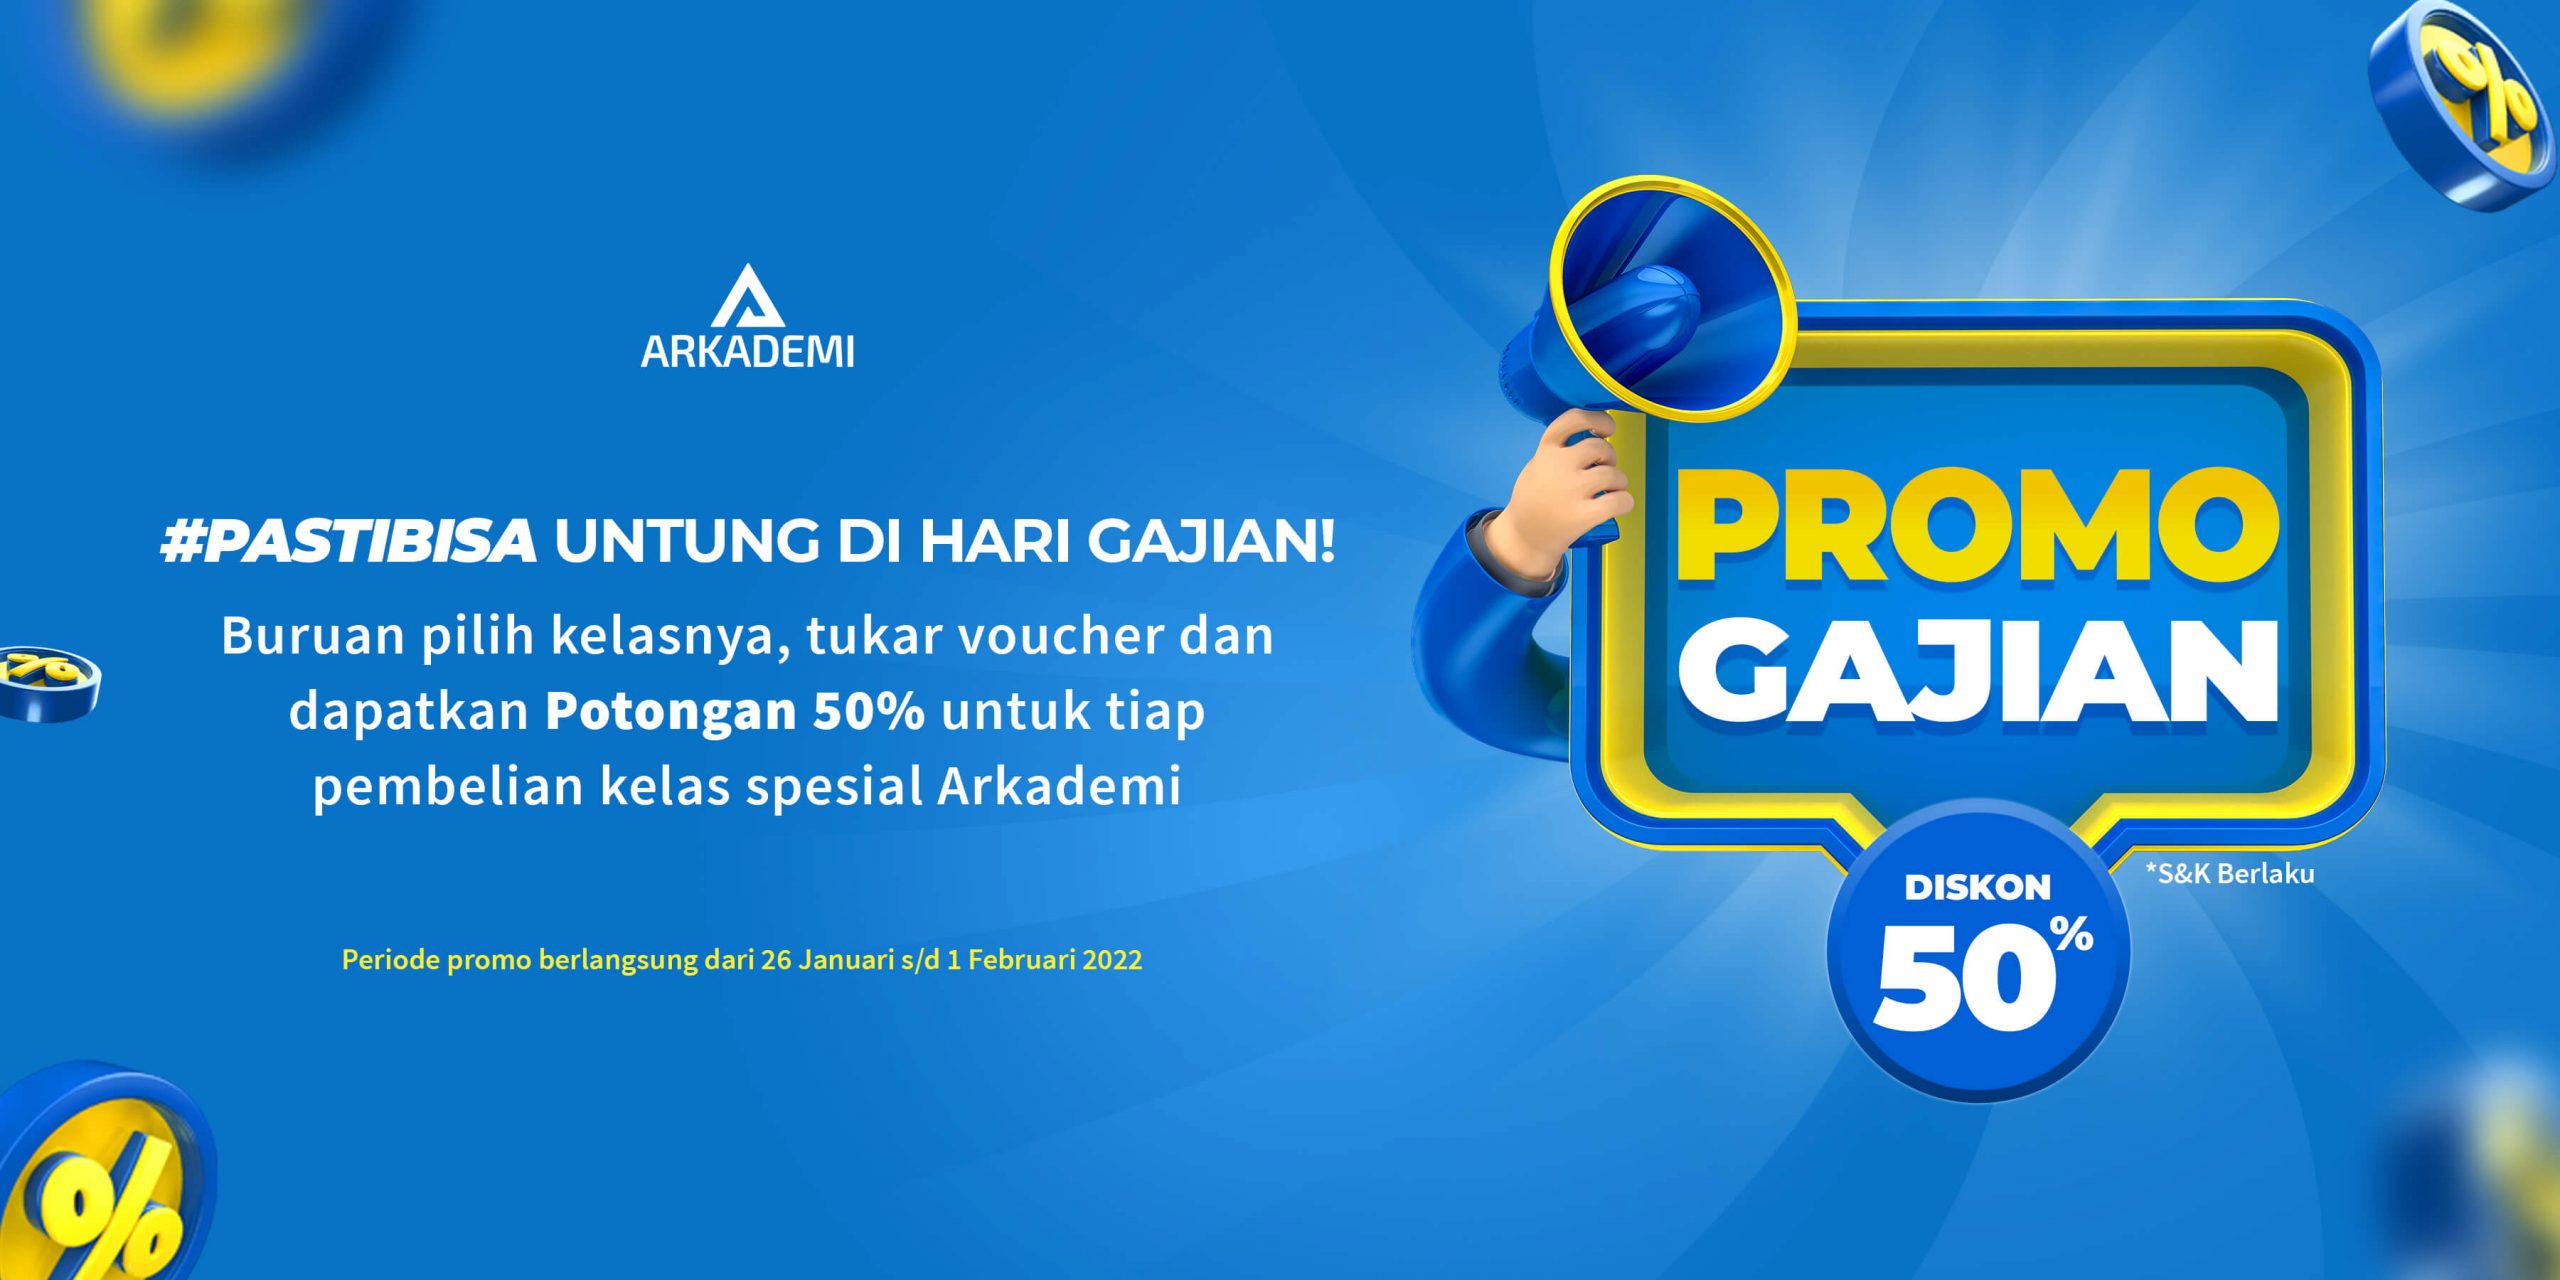 ARKADEMI
#PASTIBISA UNTUNG DI HARI GAJIAN!
Buruan pilih kelasnya, tukar voucher dan
dapatkan Potongan 50% untuk tiap
pembelian kelas spesial Arkademi
Periode promo berlangsung dari 26 Januari s/d 1 Februari 2022
PROMO
GAJIAN
*S&K Berlaku
DISKON
50%
%
%
%